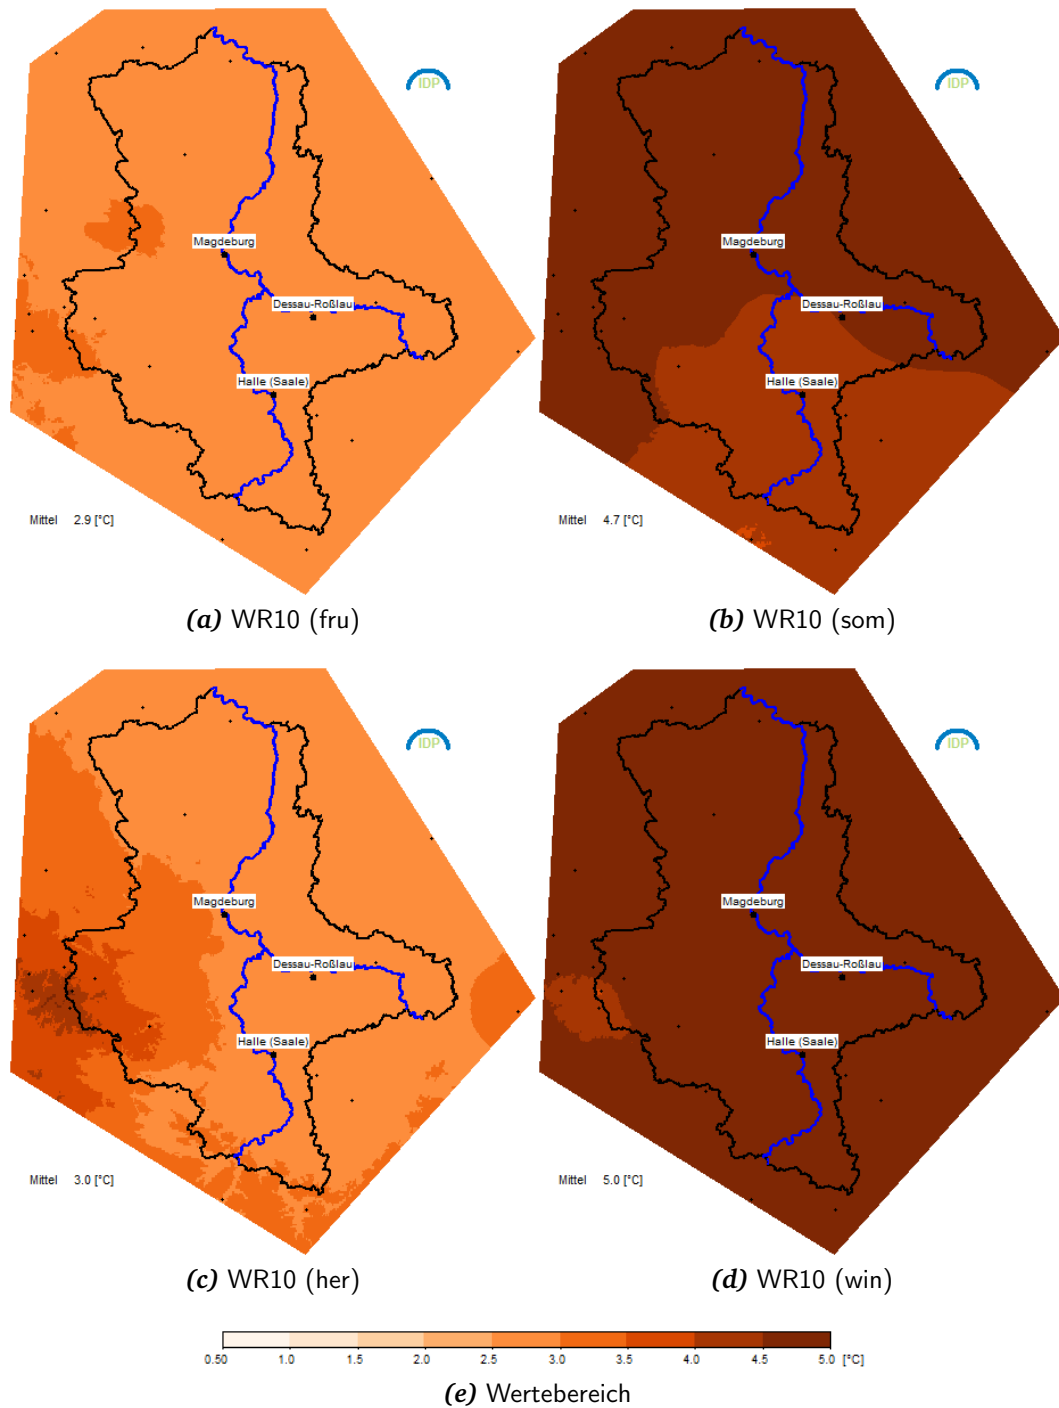 IDP
IDP
Magdeburg
Magdeburg
Dessau-Roßlau
Dessau-Roßlau
Halle (Saale)
Halle (Saale)
Mittel 2.9 [°C]
Mittel 4.7 [°C]
(a) WR10 (fru)
(b) WR10 (som)
IDP
IDP
Magdeburg
Magdeburg
Dessau-Roßlau
Dessau-Roßlau
Halle (Saale)
Halle (Saale)
Mittel 3.0 [°C]
Mittel 5.0 [°C]
(c) WR10 (her)
(d) WR10 (win)
0.50 1.0 1.5 2.0 2.5 3.0 3.5 4.0 4.5 5.0 [°C]
(e) Wertebereich